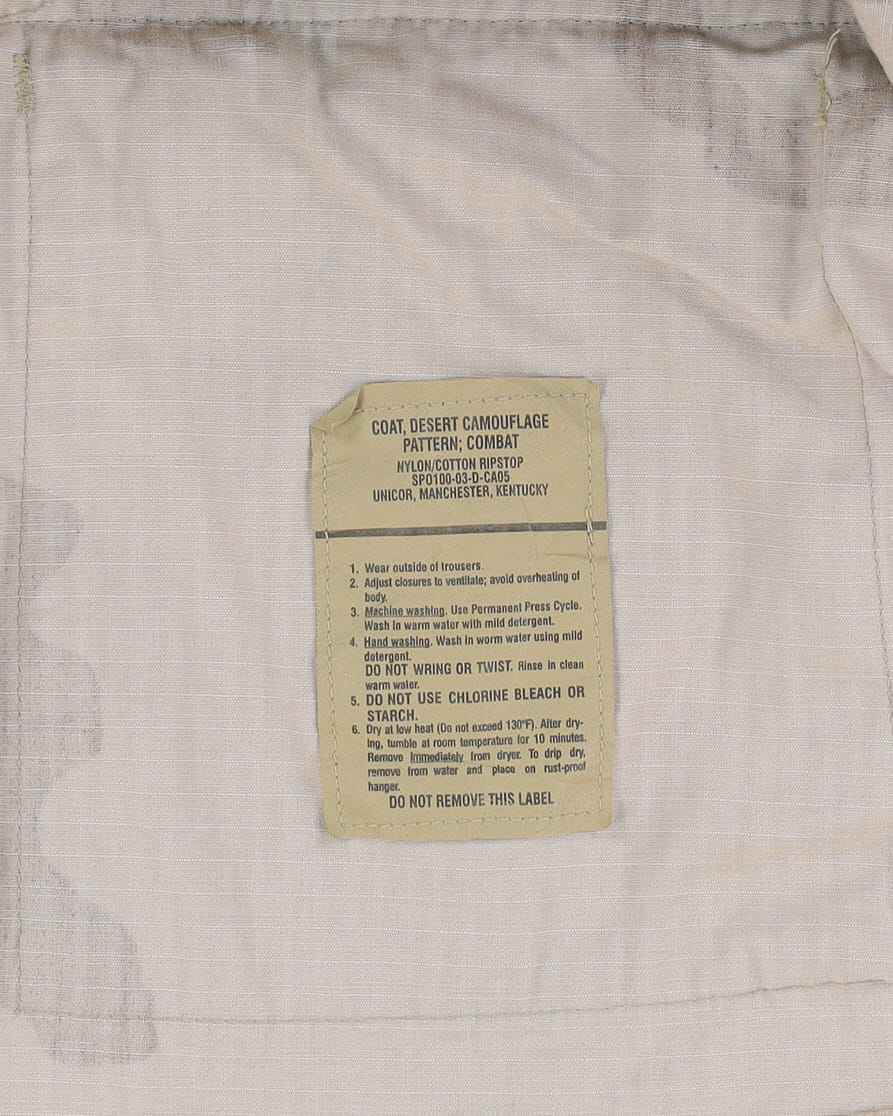 COAT, DESERT CAMOUFLAGE
PATTERN; COMBAT
NYLON/COTTON RIPSTOP
SPO100-03-D-CA05
UNICOR, MANCHESTER, KENTUCKY
1. Wear outside of trousers.
2. Adjust closures to ventilate; avoid overheating of
body.
3. Machine washing. Use Permanent Press Cycle.
Wash in warm water with mild detergent.
4. Hand washing. Wash in worm water using mild
detergent.
DO NOT WRING OR TWIST. Rinse in clean
warm water.
5. DO NOT USE CHLORINE BLEACH OR
STARCH.
6. Dry at low heat (Do not exceed 130°F). After dry-
ing, tumble at room temperature for 10 minutes.
Remove Immediately from dryer. To drip dry,
remove from water and place on rust-proof
hanger.
DO NOT REMOVE THIS LABEL